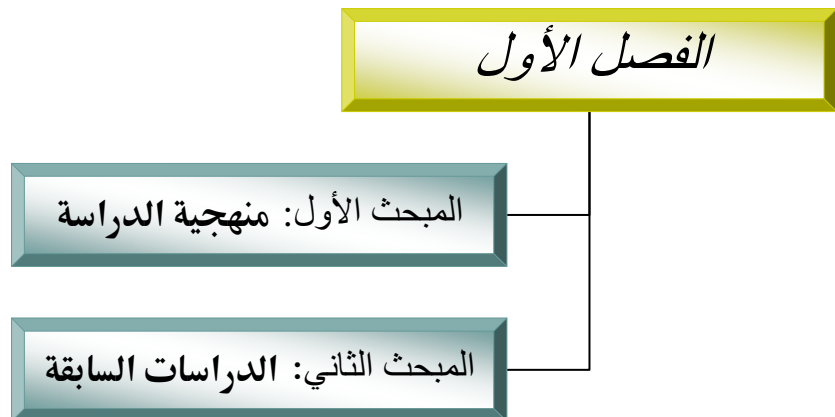 الفصل الأول
المبحث الأول: منهجية الدراسة
المبحث الثاني: الدراسات السابقة